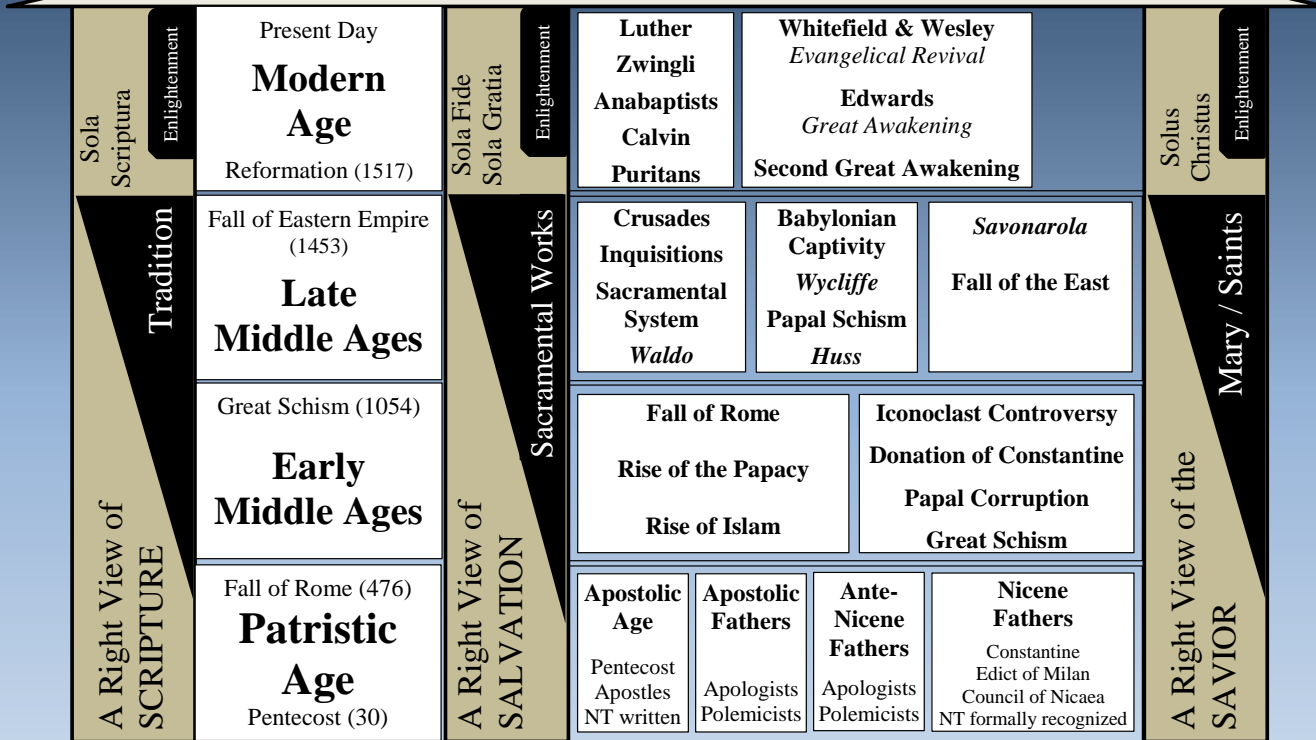 Sola
Scriptura
Enlightenment
Tradition
A Right View of
SCRIPTURE
Present Day
Modern
Age
Reformation (1517)
Fall of Eastern Empire
(1453)
Late
Middle Ages
Great Schism (1054)
Early
Middle Ages
Fall of Rome (476)
Patristic
Age
Pentecost (30)
Sola Fide
Sola Gratia
Enlightenment
Sacramental Works
A Right View of
SALVATION
Luther
Zwingli
Anabaptists
Calvin
Puritans
Whitefield & Wesley
Evangelical Revival
Edwards
Great Awakening
Second Great Awakening
Crusades
Inquisitions
Sacramental
System
Waldo
Babylonian
Captivity
Wycliffe
Papal Schism
Huss
Savonarola
Fall of the East
Fall of Rome
Rise of the Papacy
Rise of Islam
Iconoclast Controversy
Donation of Constantine
Papal Corruption
Great Schism
Apostolic
Age
Pentecost
Apostles
NT written
Apostolic
Fathers
Apologists
Polemicists
Ante-
Nicene
Fathers
Apologists
Polemicists
Nicene
Fathers
Constantine
Edict of Milan
Council of Nicaea
NT formally recognized
Solus
Christus
Enlightenment
Mary / Saints
A Right View of the
SAVIOR